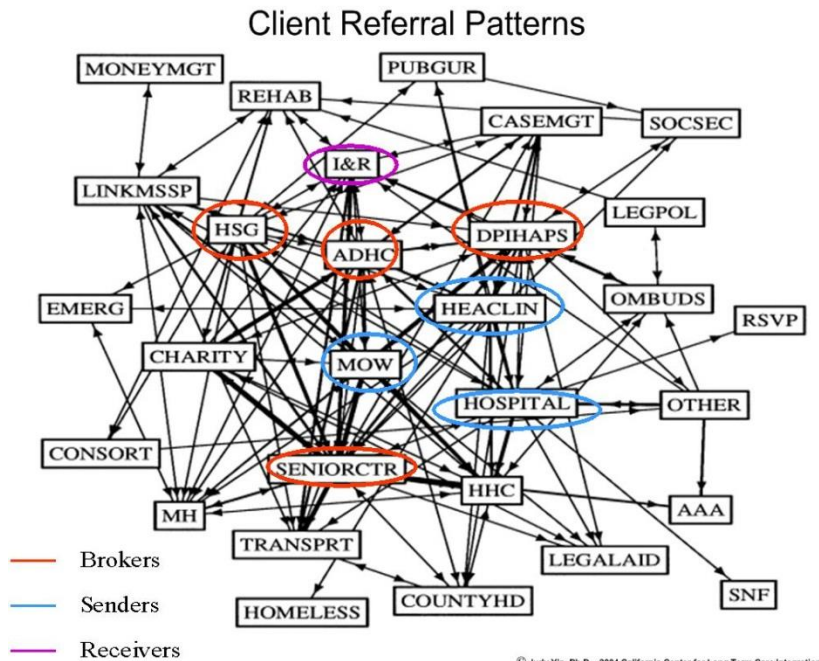 Client Referral Patterns
MONEYMGT
PUBGUR
REHAB
CASEMGT
SOCSEC
I&R
LINKMSSP
LEGPOL
HSG
DPIHAPS
ADHC
EMERG
HEACLIN
OMBUDS
RSVP
CHARITY
MOW
HOSPITAL
OTHER
CONSORT
SENIORCTR
HHC
MH
AAA
TRANSPRT
LEGALAID
Brokers
Senders
SNF
HOMELESS
COUNTYHD
Receivers